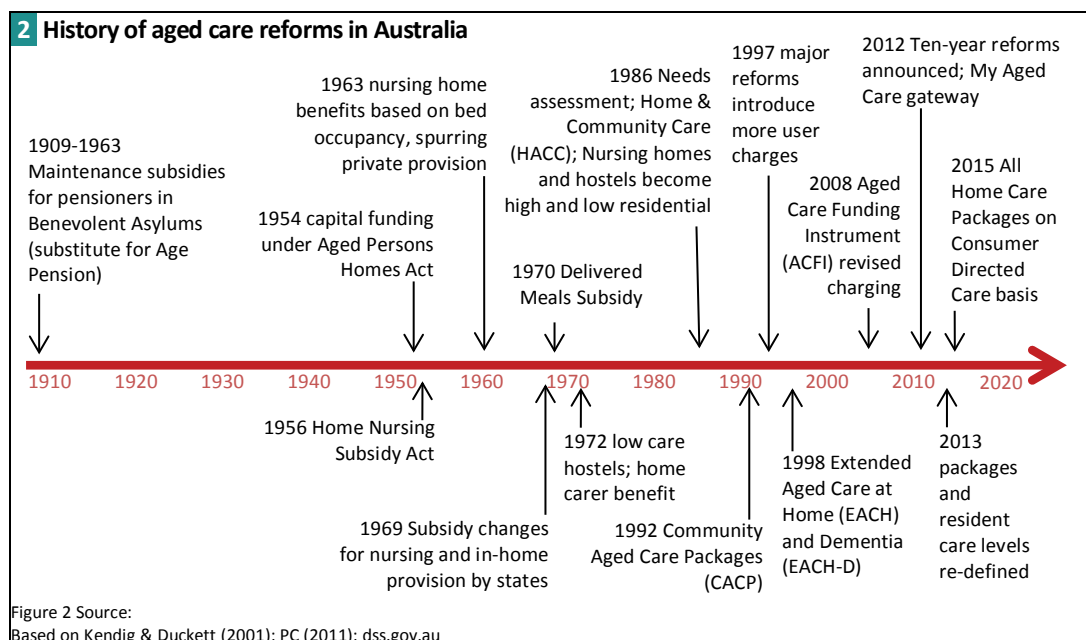 2 History of aged care reforms in Australia
1909-1963
Maintenance subsidies
for pensioners in
Benevolent Asylums
(substitute for Age
Pension)
1963 nursing home
benefits based on bed
occupancy, spurring
private provision
1954 capital funding
under Aged Persons
Homes Act
1970 Delivered
Meals Subsidy
1986 Needs
assessment; Home &
Community Care
(HACC); Nursing homes
and hostels become
high and low residential
1997 major
reforms
introduce
more user
charges
2008 Aged
Care Funding
Instrument
(ACFI) revised
charging
2012 Ten-year reforms
announced; My Aged
Care gateway
2015 All
Home Care
Packages on
Consumer
Directed
Care basis
1910 1920 1930 1940 1950 1960 1970 1980 1990 2000 2010 2020
1956 Home Nursing
Subsidy Act
1969 Subsidy changes
for nursing and in-home
provision by states
1972 low care
hostels; home
carer benefit
1992 Community
Aged Care Packages
(CACP)
1998 Extended
Aged Care at
Home (EACH)
and Dementia
(EACH-D)
2013
packages
and
resident
care levels
re-defined
Figure 2 Source:
Based on Kendig & Duckett (2001); PC (2011); dss.gov.au